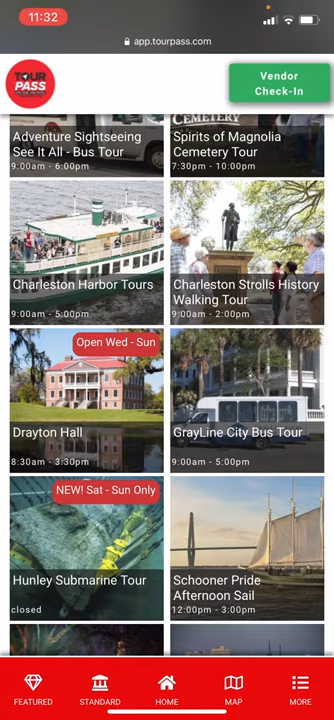 11:32
app.tourpass.com
TOUR
PASS
Vendor
Check-In
CEMETERY
Adventure Sightseeing
See It All - Bus Tour
9:00am - 6:00pm
Spirits of Magnolia
Cemetery Tour
7:30pm - 10:00pm
Charleston Harbor Tours
9:00am - 5:00pm
Charleston Strolls History
Walking Tour
9:00am - 2:00pm
Open Wed - Sun
Drayton Hall
8:30am - 3:30pm
GrayLine City Bus Tour
9:00am - 5:00pm
NEW! Sat - Sun Only
Hunley Submarine Tour
closed
Schooner Pride
Afternoon Sail
12:00pm - 3:00pm
FEATURED
STANDARD
HOME
MAP
MORE